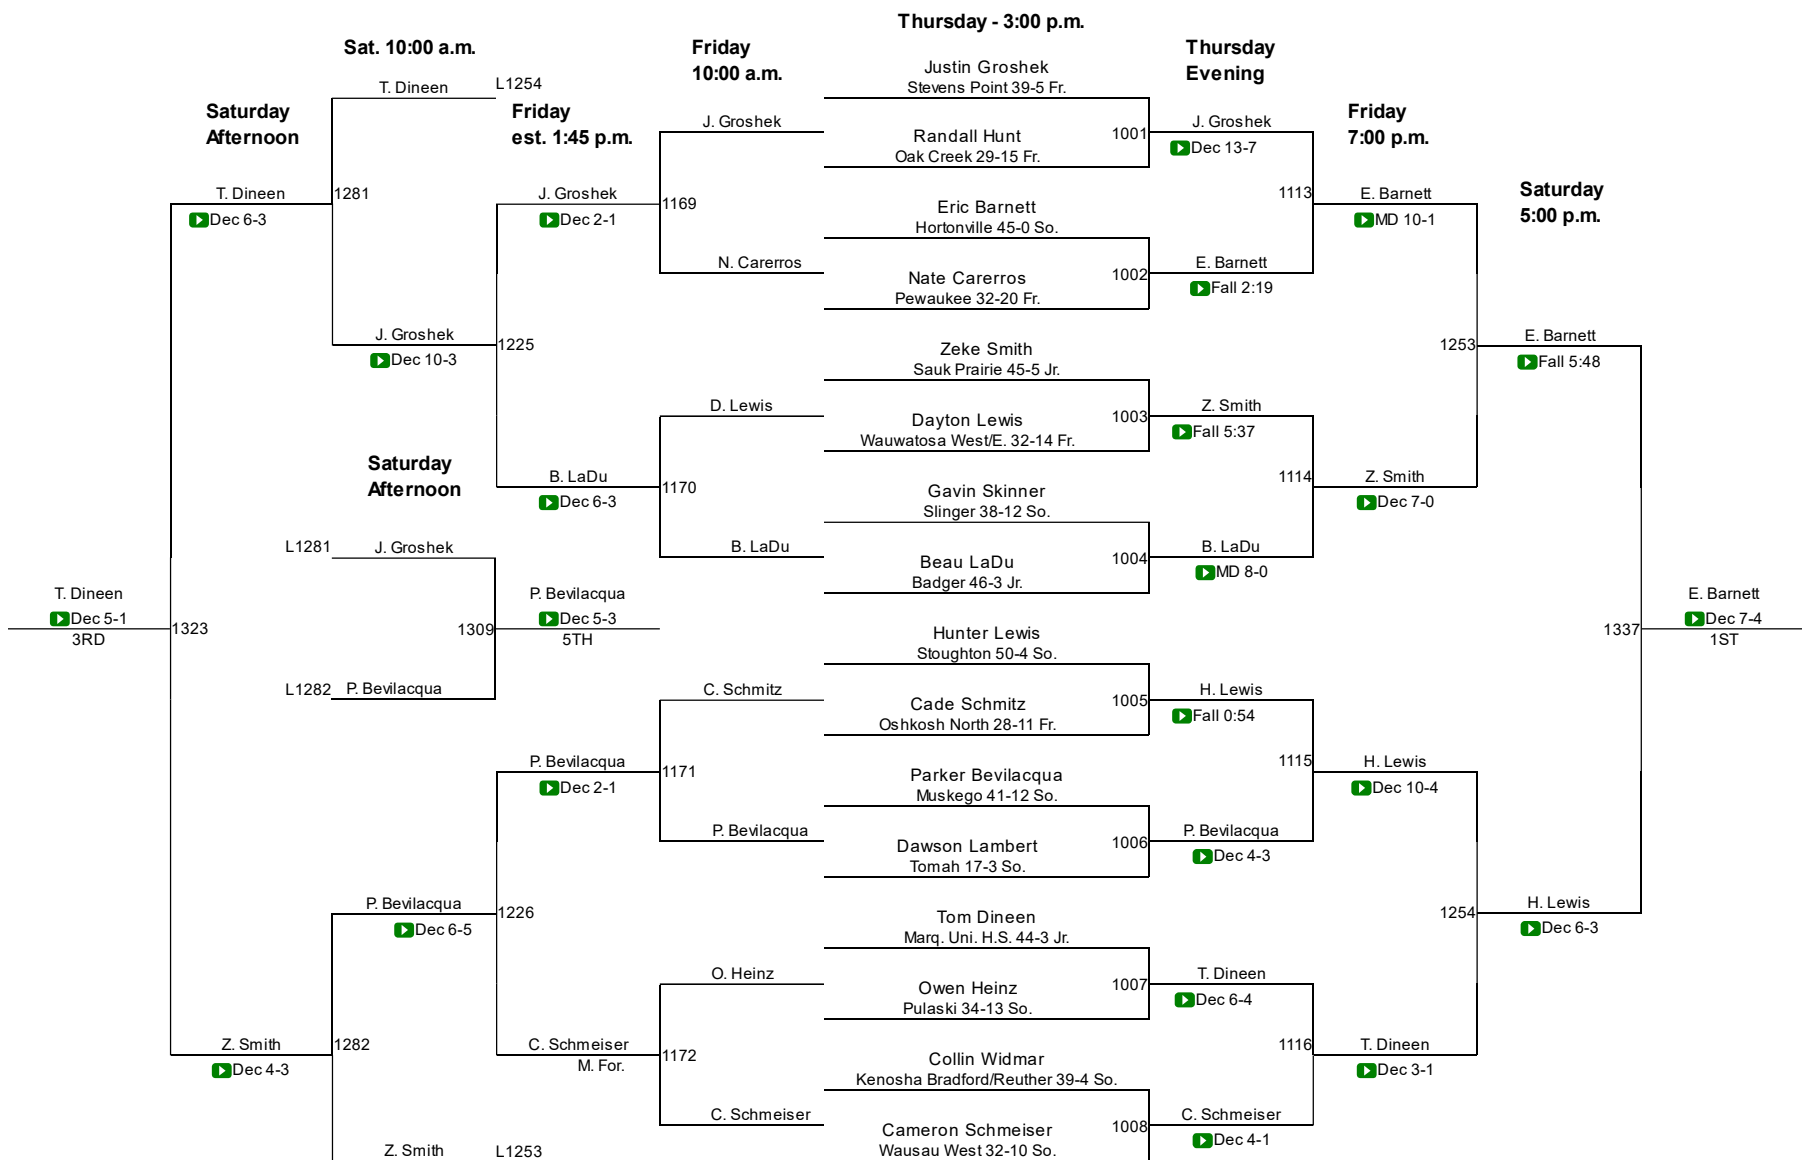 Thursday - 3:00 p.m.
Sat. 10:00 a.m.
Friday
10:00 a.m.
Thursday
Evening
Justin Groshek
Stevens Point 39-5 Fr.
T. Dineen
L1254
Saturday
Afternoon
Friday
est. 1:45 p.m.
Friday
7:00 p.m.
J. Groshek
Randall Hunt
Oak Creek 29-15 Fr.
1001
J. Groshek
Dec 13-7
T. Dineen
Dec 6-3
1281
J. Groshek
Dec 2-1
1169
Eric Barnett
Hortonville 45-0 So.
1113
E. Barnett
MD 10-1
Saturday
5:00 p.m.
N. Carerros
Nate Carerros
Pewaukee 32-20 Fr.
1002
E. Barnett
Fall 2:19
J. Groshek
Dec 10-3
1225
Zeke Smith
Sauk Prairie 45-5 Jr.
1253
E. Barnett
Fall 5:48
D. Lewis
Dayton Lewis
Wauwatosa West/E. 32-14 Fr.
1003
Z. Smith
Fall 5:37
Saturday
Afternoon
B. LaDu
Dec 6-3
1170
Gavin Skinner
Slinger 38-12 So.
1114
Z. Smith
Dec 7-0
L1281
J. Groshek
B. LaDu
Beau LaDu
Badger 46-3 Jr.
1004
B. LaDu
MD 8-0
T. Dineen
Dec 5-1
3RD
1323
1309
P. Bevilacqua
Dec 5-3
5TH
Hunter Lewis
Stoughton 50-4 So.
1337
E. Barnett
Dec 7-4
1ST
L1282
P. Bevilacqua
C. Schmitz
Cade Schmitz
Oshkosh North 28-11 Fr.
1005
H. Lewis
Fall 0:54
P. Bevilacqua
Dec 2-1
1171
Parker Bevilacqua
Muskego 41-12 So.
1115
H. Lewis
Dec 10-4
P. Bevilacqua
Dawson Lambert
Tomah 17-3 So.
1006
P. Bevilacqua
Dec 4-3
P. Bevilacqua
Dec 6-5
1226
Tom Dineen
Marq. Uni. H.S. 44-3 Jr.
1254
H. Lewis
Dec 6-3
O. Heinz
Owen Heinz
Pulaski 34-13 So.
1007
T. Dineen
Dec 6-4
Z. Smith
Dec 4-3
1282
C. Schmeiser
M. For.
1172
Collin Widmar
Kenosha Bradford/Reuther 39-4 So.
1116
T. Dineen
Dec 3-1
C. Schmeiser
Cameron Schmeiser
Wausau West 32-10 So.
1008
C. Schmeiser
Dec 4-1
Z. Smith
L1253